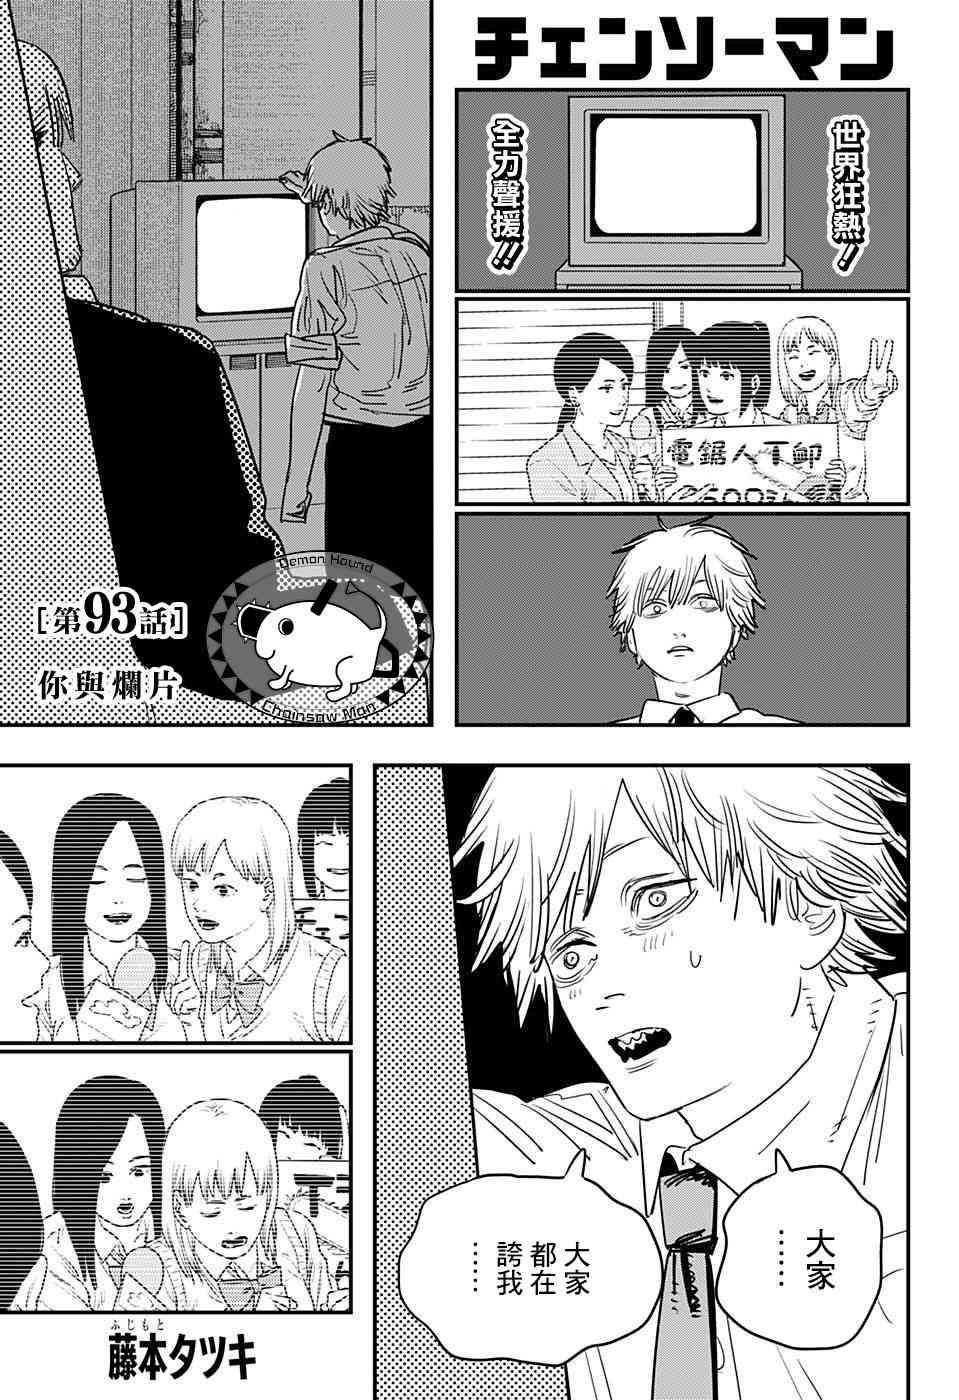 チェンソーマン
世界狂熱!
全力聲援!!
電鋸人下卸
[第93話]
你與爛片
Demon Hound
Chainsaw Man
大家
……
大家
都在
誇我
……
ふじもと
藤本タツキ